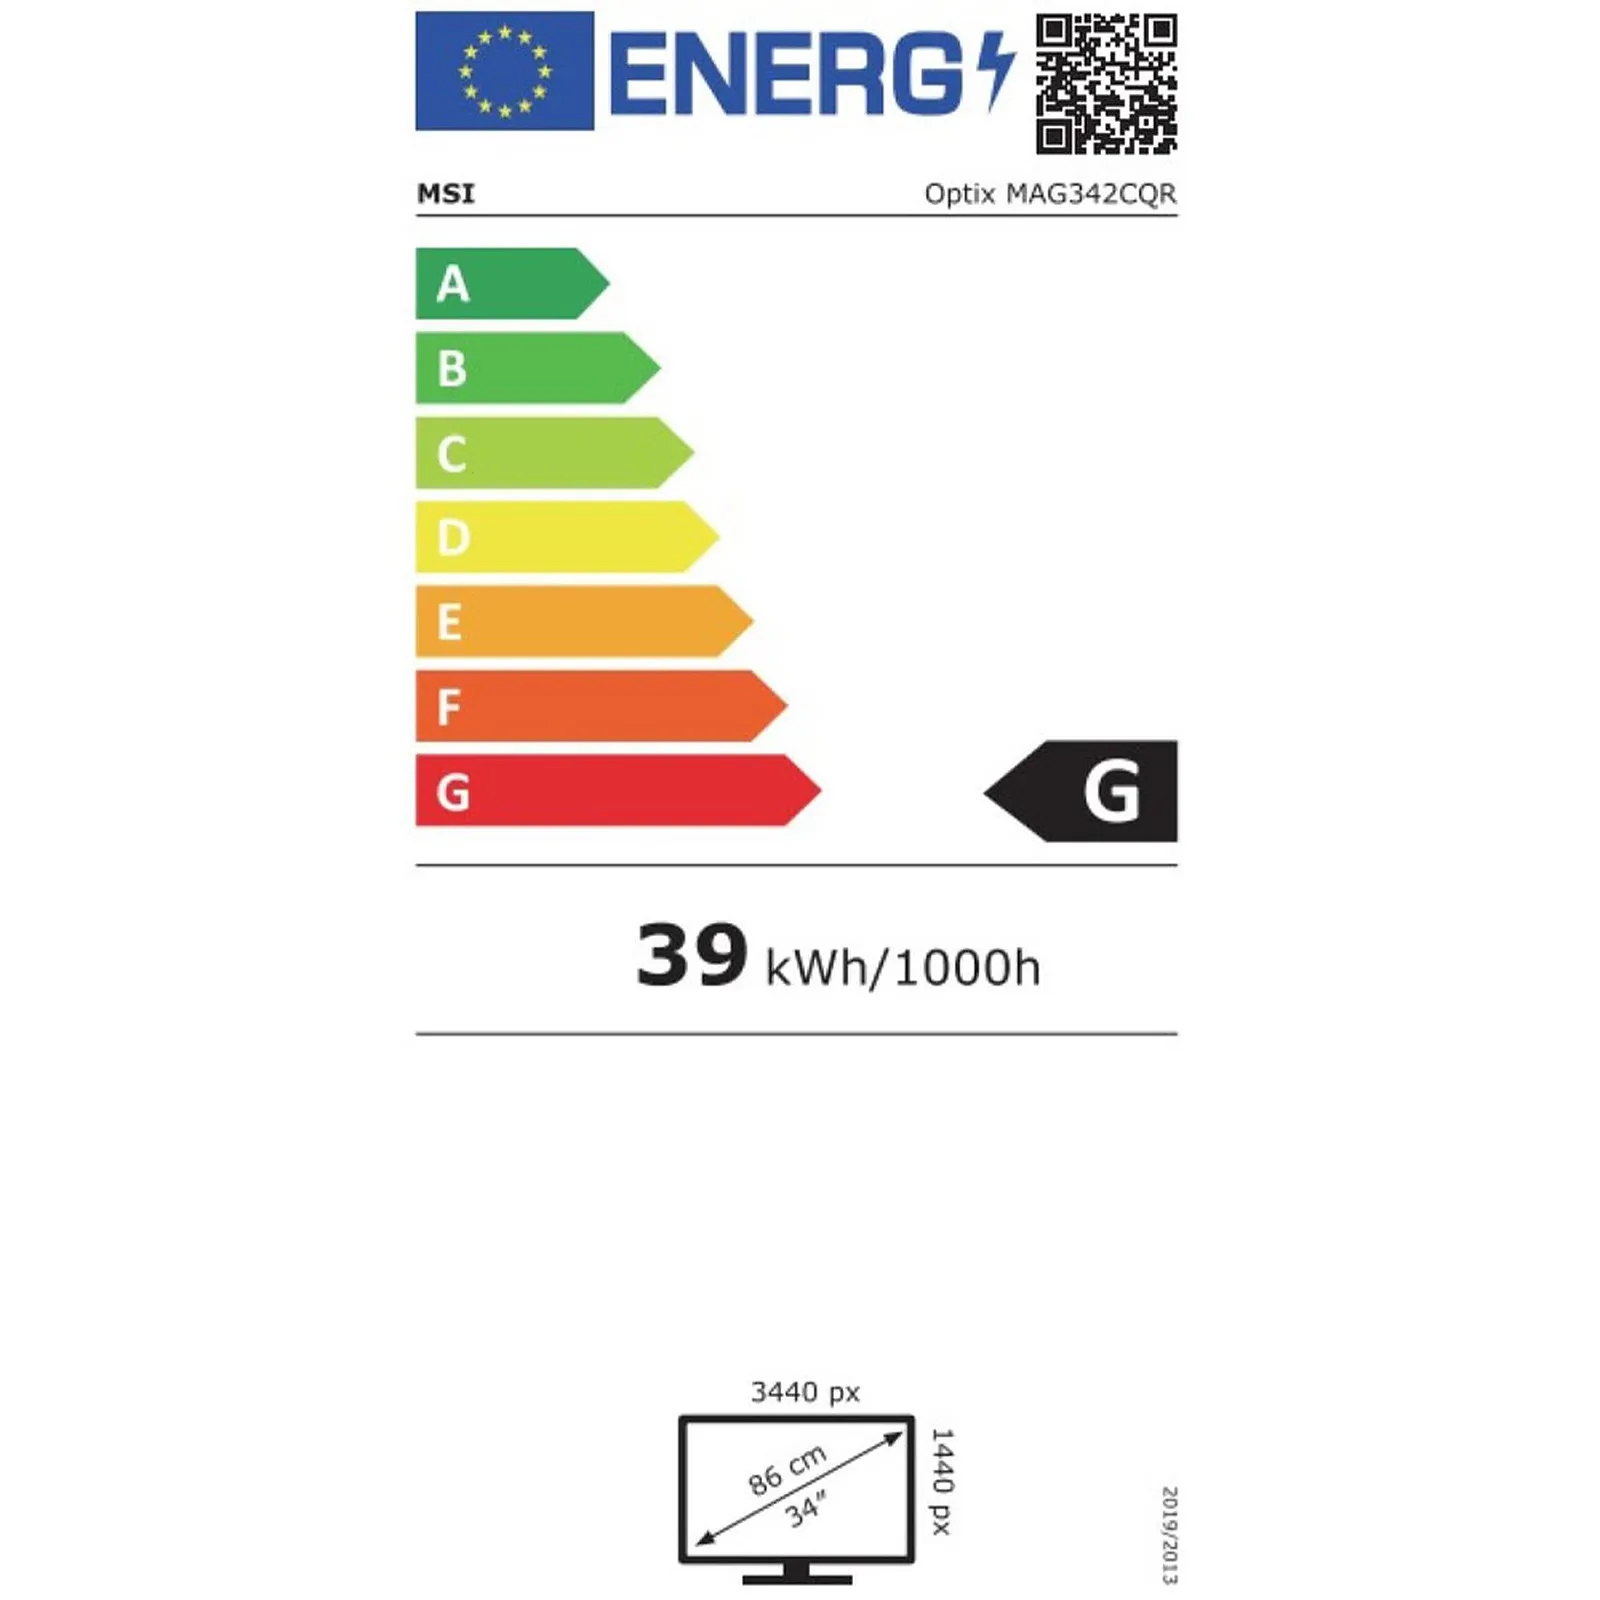 ENERG
MSI
Optix MAG342CQR
A
B
C
D
E
F
G
G
39 kWh/1000h
3440 px
86 cm
34"
1440 px
2019/2013